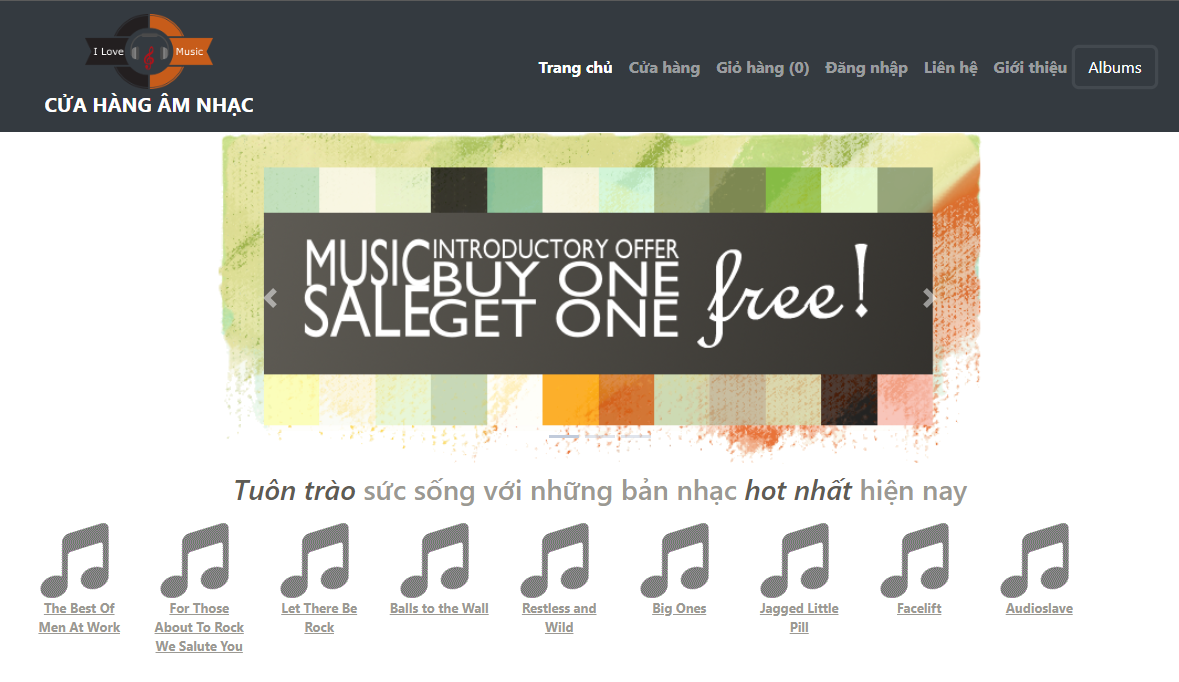 I Love Music
CỬA HÀNG ÂM NHẠC
Trang chủ Cửa hàng Giỏ hàng (0) Đăng nhập Liên hệ Giới thiệu Albums
MUSIC SALE
INTRODUCTORY OFFER
BUY ONE
GET ONE
free!
Tuôn trào sức sống với những bản nhạc hot nhất hiện nay
The Best Of
Men At Work
For Those
About To Rock
We Salute You
Let There Be
Rock
Balls to the Wall
Restless and
Wild
Big Ones
Jagged Little
Pill
Facelift
Audioslave